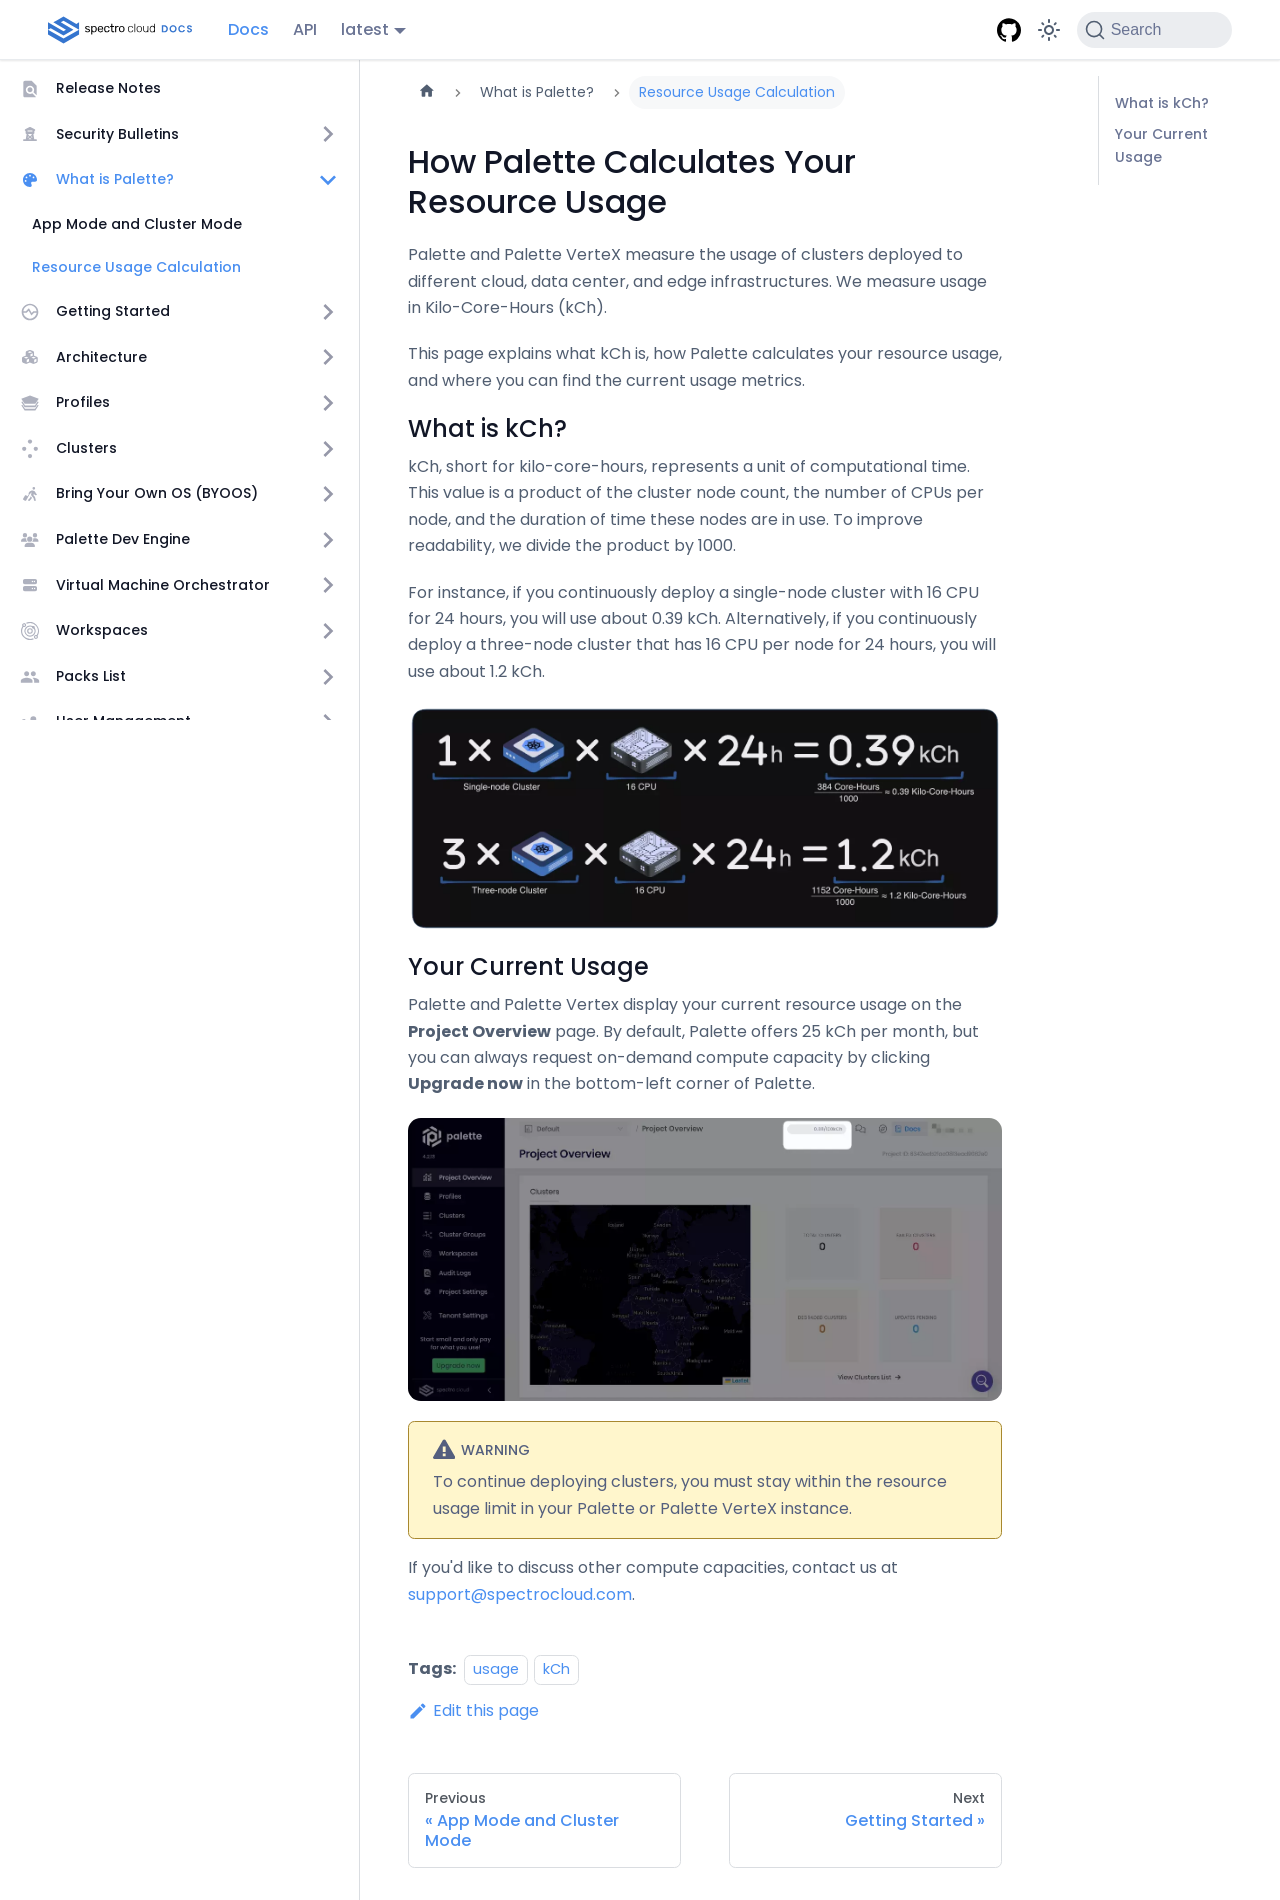 spectro cloud DOCS
Docs
API
latest
Search
Release Notes
Security Bulletins
What is Palette?
App Mode and Cluster Mode
Resource Usage Calculation
Getting Started
Architecture
Profiles
Clusters
Bring Your Own OS (BYOOS)
Palette Dev Engine
Virtual Machine Orchestrator
Workspaces
Packs List
User Management
What is Palette?
Resource Usage Calculation
How Palette Calculates Your
Resource Usage
Palette and Palette VerteX measure the usage of clusters deployed to
different cloud, data center, and edge infrastructures. We measure usage
in Kilo-Core-Hours (kCh).
This page explains what kCh is, how Palette calculates your resource usage,
and where you can find the current usage metrics.
What is kCh?
kCh, short for kilo-core-hours, represents a unit of computational time.
This value is a product of the cluster node count, the number of CPUs per
node, and the duration of time these nodes are in use. To improve
readability, we divide the product by 1000.
For instance, if you continuously deploy a single-node cluster with 16 CPU
for 24 hours, you will use about 0.39 kCh. Alternatively, if you continuously
deploy a three-node cluster that has 16 CPU per node for 24 hours, you will
use about 1.2 kCh.
1 × × × 24h = 0.39 kCh
Single-node Cluster
16 CPU
384 Core-Hours
1000
≈ 0.39 Kilo-Core-Hours
3 × × × 24h = 1.2 kCh
Three-node Cluster
16 CPU
1152 Core-Hours
1000
≈ 1.2 Kilo-Core-Hours
Your Current Usage
Palette and Palette Vertex display your current resource usage on the
Project Overview page. By default, Palette offers 25 kCh per month, but
you can always request on-demand compute capacity by clicking
Upgrade now in the bottom-left corner of Palette.
palette
Default
/ Project Overview
Docs
Project Overview
Project Overview
Profiles
Clusters
Cluster Groups
Workspaces
Audit Logs
Project Settings
Tenant Settings
Start small and only pay
for what you use!
Upgrade now
spectro cloud
Clusters
0
0
0
0
View Clusters List
WARNING
To continue deploying clusters, you must stay within the resource
usage limit in your Palette or Palette VerteX instance.
If you'd like to discuss other compute capacities, contact us at
support@spectrocloud.com.
Tags:
usage
kCh
Edit this page
Previous
« App Mode and Cluster
Mode
Next
Getting Started »
What is kCh?
Your Current
Usage